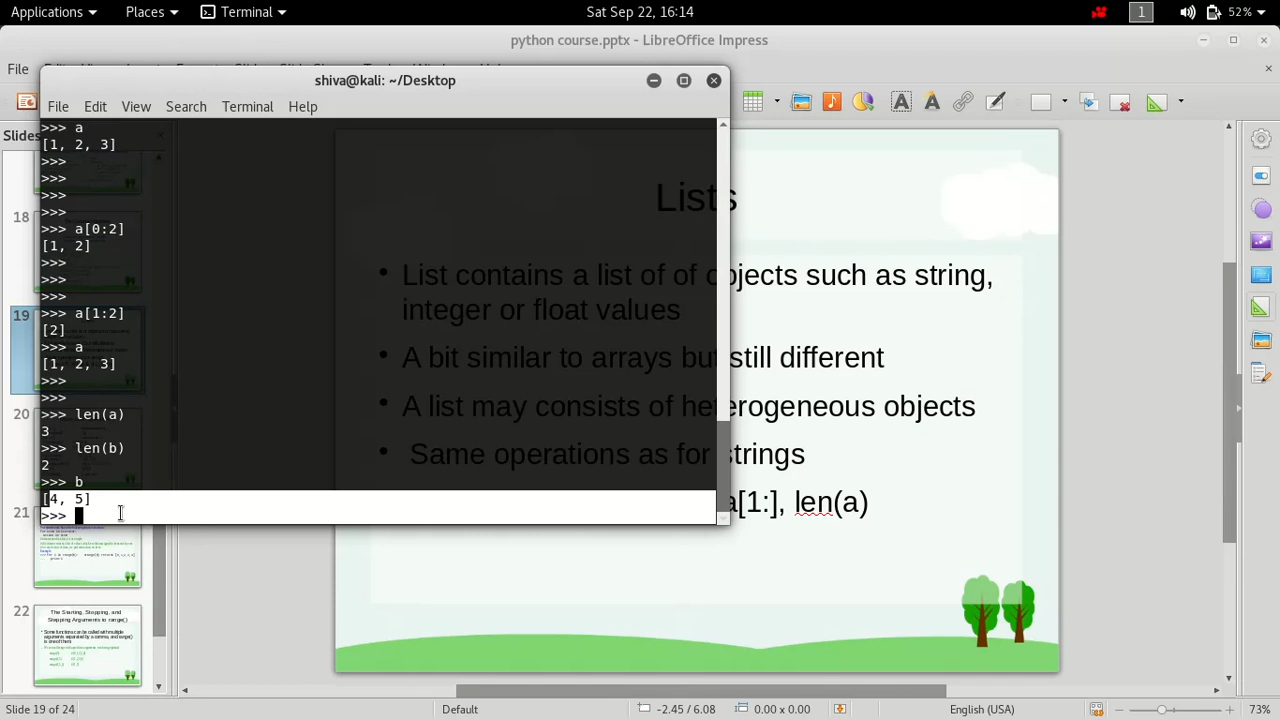 Applications Places Terminal Sat Sep 22, 16:14 1 52%
python course.pptx - LibreOffice Impress
File
shiva@kali: ~/Desktop
File Edit View Search Terminal Help
Slides
>>> a
[1, 2, 3]
>>>
>>>
>>>
>>>
>>> a[0:2]
[1, 2]
>>>
>>>
>>>
>>> a[1:2]
[2]
>>> a
[1, 2, 3]
>>>
>>>
>>> len(a)
3
>>> len(b)
2
>>> b
[4, 5]
>>>
18
19
20
21
22
The Starting, Stopping, and
Stepping Arguments to range()
Lists
• List contains a list of of objects such as string,
integer or float values
• A bit similar to arrays but still different
• A list may consists of heterogeneous objects
• Same operations as for strings
a[1:], len(a)
Slide 19 of 24 Default -2.45 / 6.08 0.00 x 0.00 English (USA) 73%